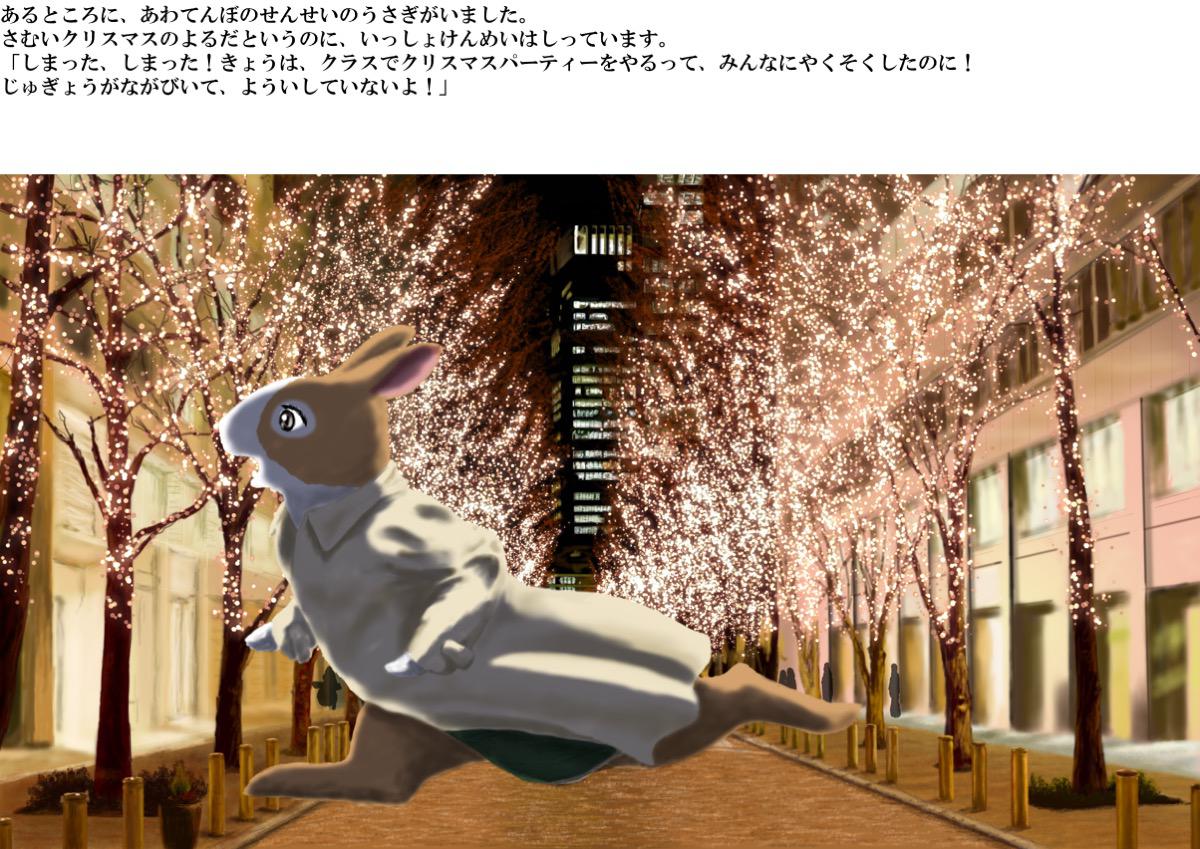 あるところに、あわてんぼのせんせいのうさぎがいました。
さむいクリスマスのよるだというのに、いっしょけんめいはしっています。
「しまった、しまった！きょうは、クラスでクリスマスパーティーをやるって、みんなにやくそくしたのに！
じゅぎょうがながびいて、よういしていないよ！」